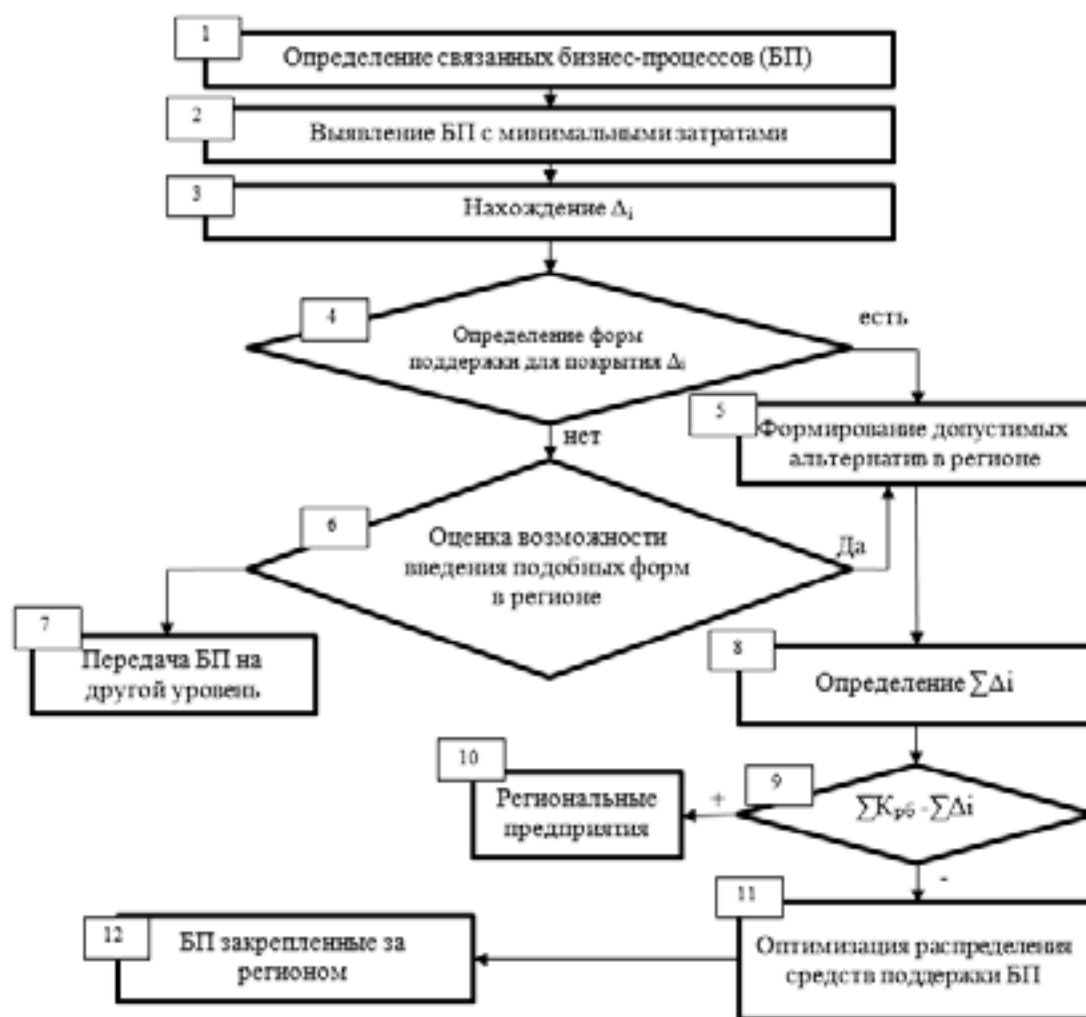 1
Определение связанных бизнес-процессов (БП)
2
Выявление БП с минимальными затратами
3
Нахождение Δi
4
Определение форм
поддержки для покрытия Δi
есть
нет
5
Формирование допустимых
альтернатив в регионе
6
Оценка возможности
введения подобных форм
в регионе
Да
7
Передача БП на
другой уровень
8
Определение ∑Δi
9
∑Kрб - ∑Δi
+
-
10
Региональные
предприятия
11
Оптимизация распределения
средств поддержки БП
12
БП закрепленные за
регионом